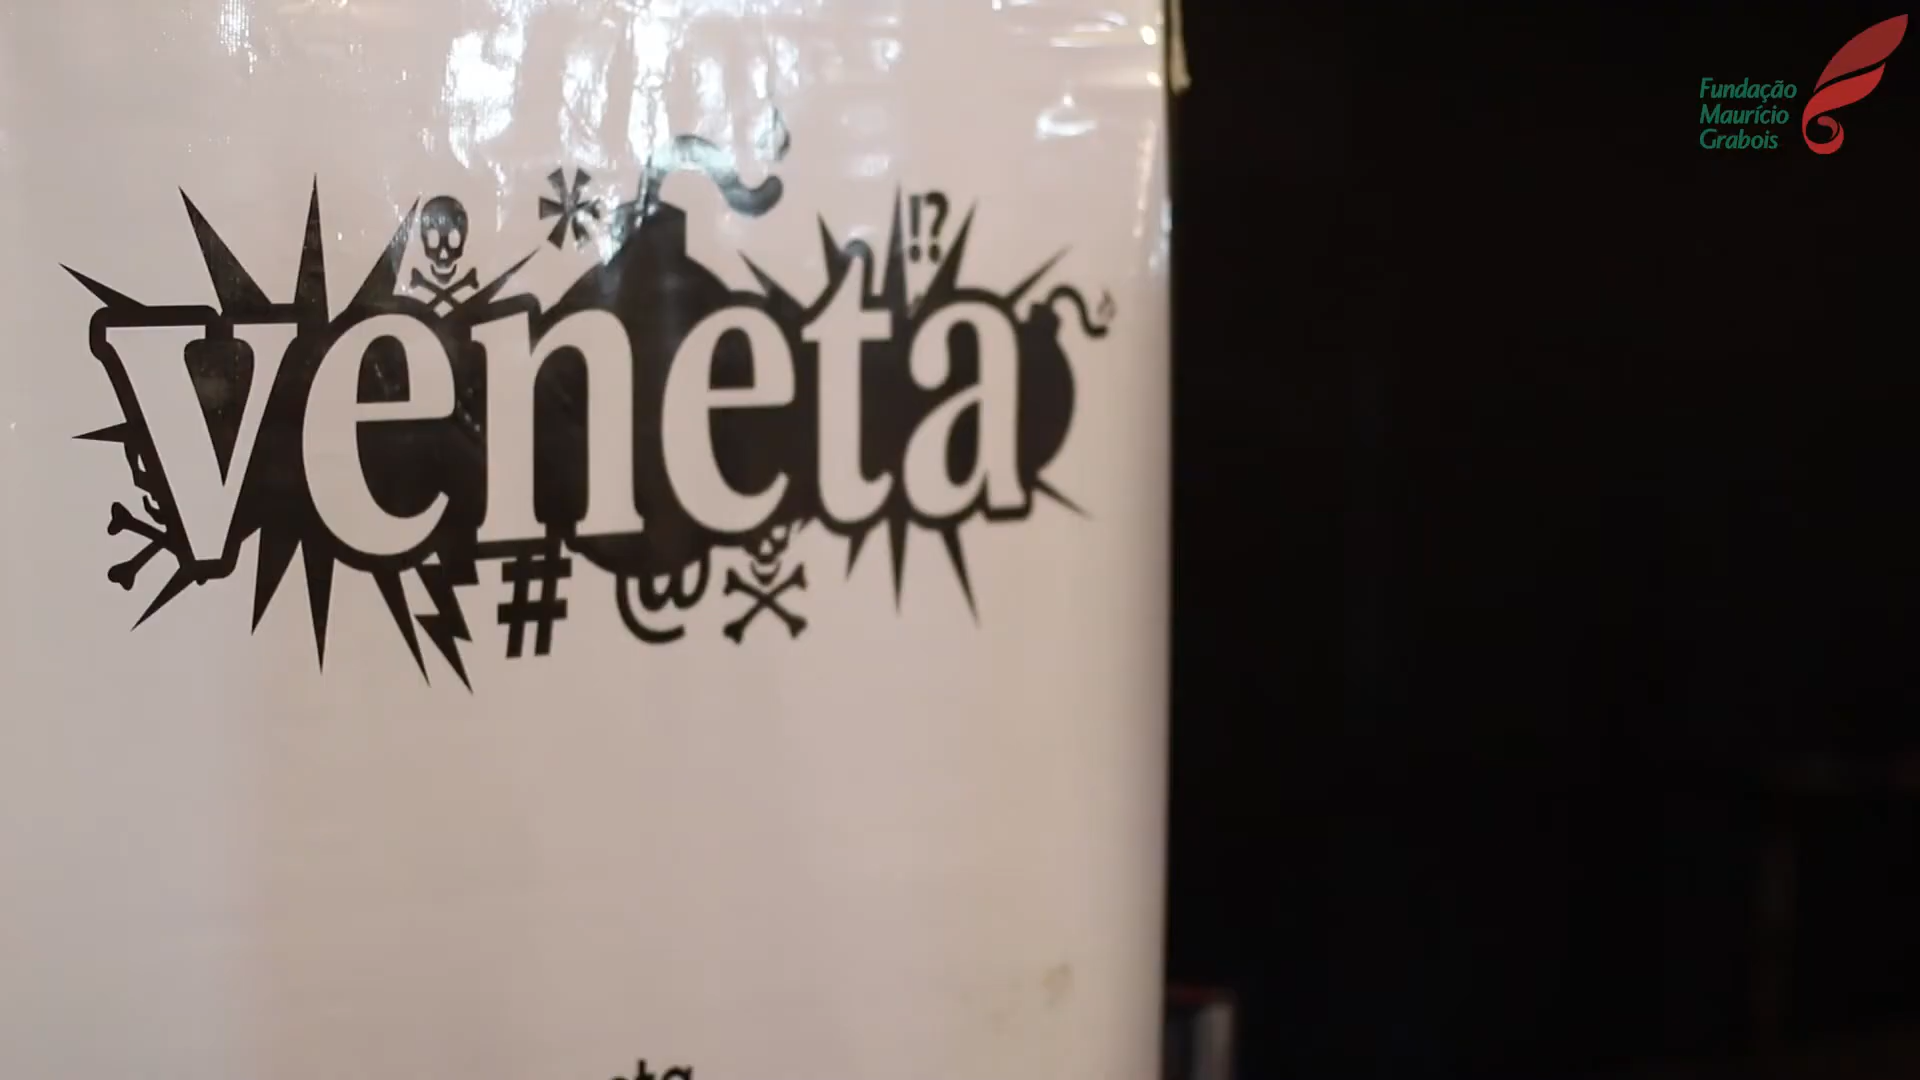 Fundação
Maurício
Grabois
*
!?
veneta
# @